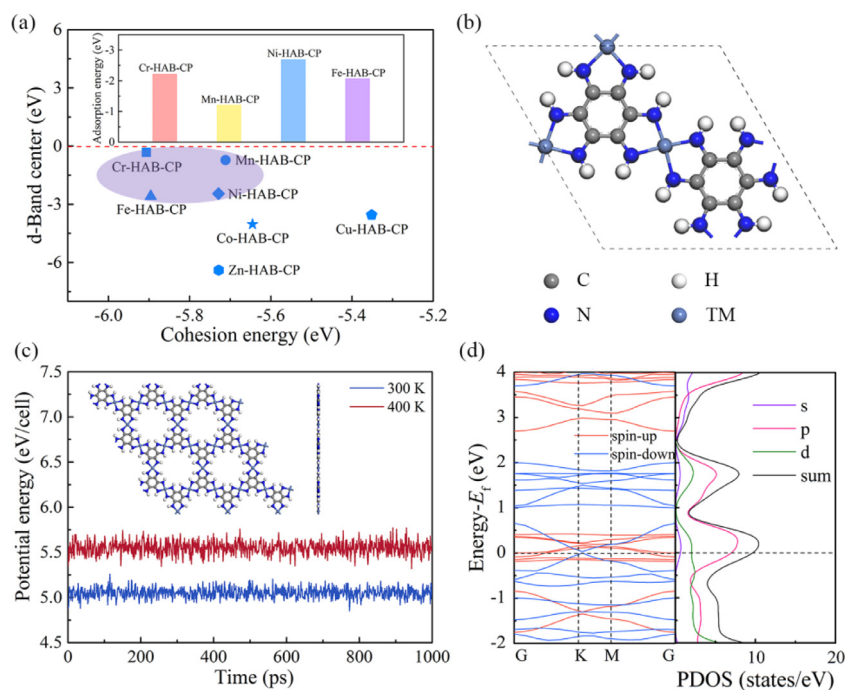 (a)
6
3
0
-3
-6
d-Band center (eV)
-6.0
-5.8
-5.6
-5.4
-5.2
Cohesion energy (eV)
Adsorption energy (eV)
-3
-2
-1
0
Cr-HAB-CP
Mn-HAB-CP
Ni-HAB-CP
Fe-HAB-CP
Cr-HAB-CP
Mn-HAB-CP
Fe-HAB-CP
Ni-HAB-CP
Co-HAB-CP
Cu-HAB-CP
Zn-HAB-CP
(b)
C
H
N
TM
(c)
7.5
7.0
6.5
6.0
5.5
5.0
4.5
Potential energy (eV/cell)
300 K
400 K
0
200
400
600
800
1000
Time (ps)
(d)
4
3
2
1
0
-1
-2
Energy-Ef (eV)
spin-up
spin-down
G
K
M
G
s
p
d
sum
0
10
20
PDOS (states/eV)